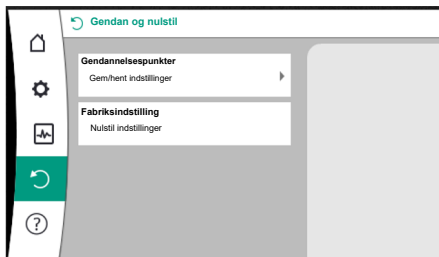 Gendan og nulstil
Gendannelsespunkter
Gem/hent indstillinger
Fabriksindstilling
Nulstil indstillinger
?